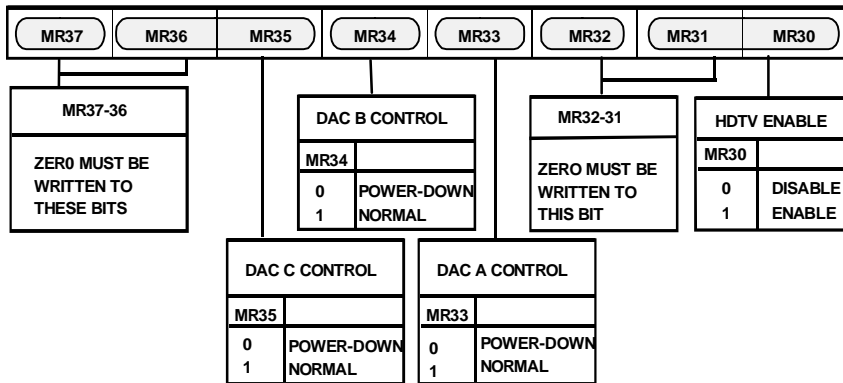 MR37 MR36 MR35 MR34 MR33 MR32 MR31 MR30
MR37-36
ZER0 MUST BE
WRITTEN TO
THESE BITS
DAC B CONTROL
MR34
0 POWER-DOWN
1 NORMAL
MR32-31
ZERO MUST BE
WRITTEN TO
THIS BIT
HDTV ENABLE
MR30
0 DISABLE
1 ENABLE
DAC C CONTROL
MR35
0 POWER-DOWN
1 NORMAL
DAC A CONTROL
MR33
0 POWER-DOWN
1 NORMAL